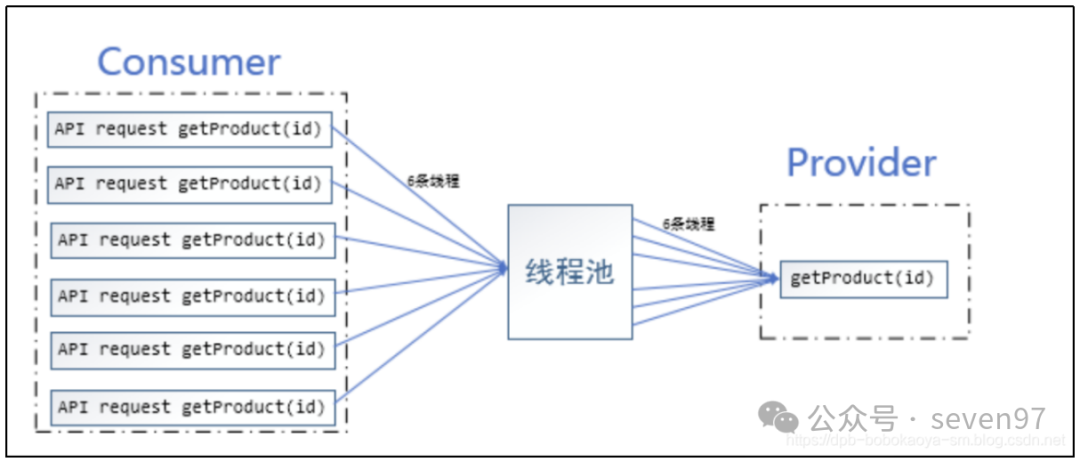 Consumer
API request getProduct(id)
API request getProduct(id)
API request getProduct(id)
API request getProduct(id)
API request getProduct(id)
API request getProduct(id)
6条线程
线程池
6条线程
Provider
getProduct(id)
公众号 · seven97
https://dpb-bobokaoya-sm.blog.csdn.net